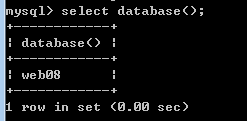 mysql> select database();
+------------+
| database() |
+------------+
| web08      |
+------------+
1 row in set (0.00 sec)